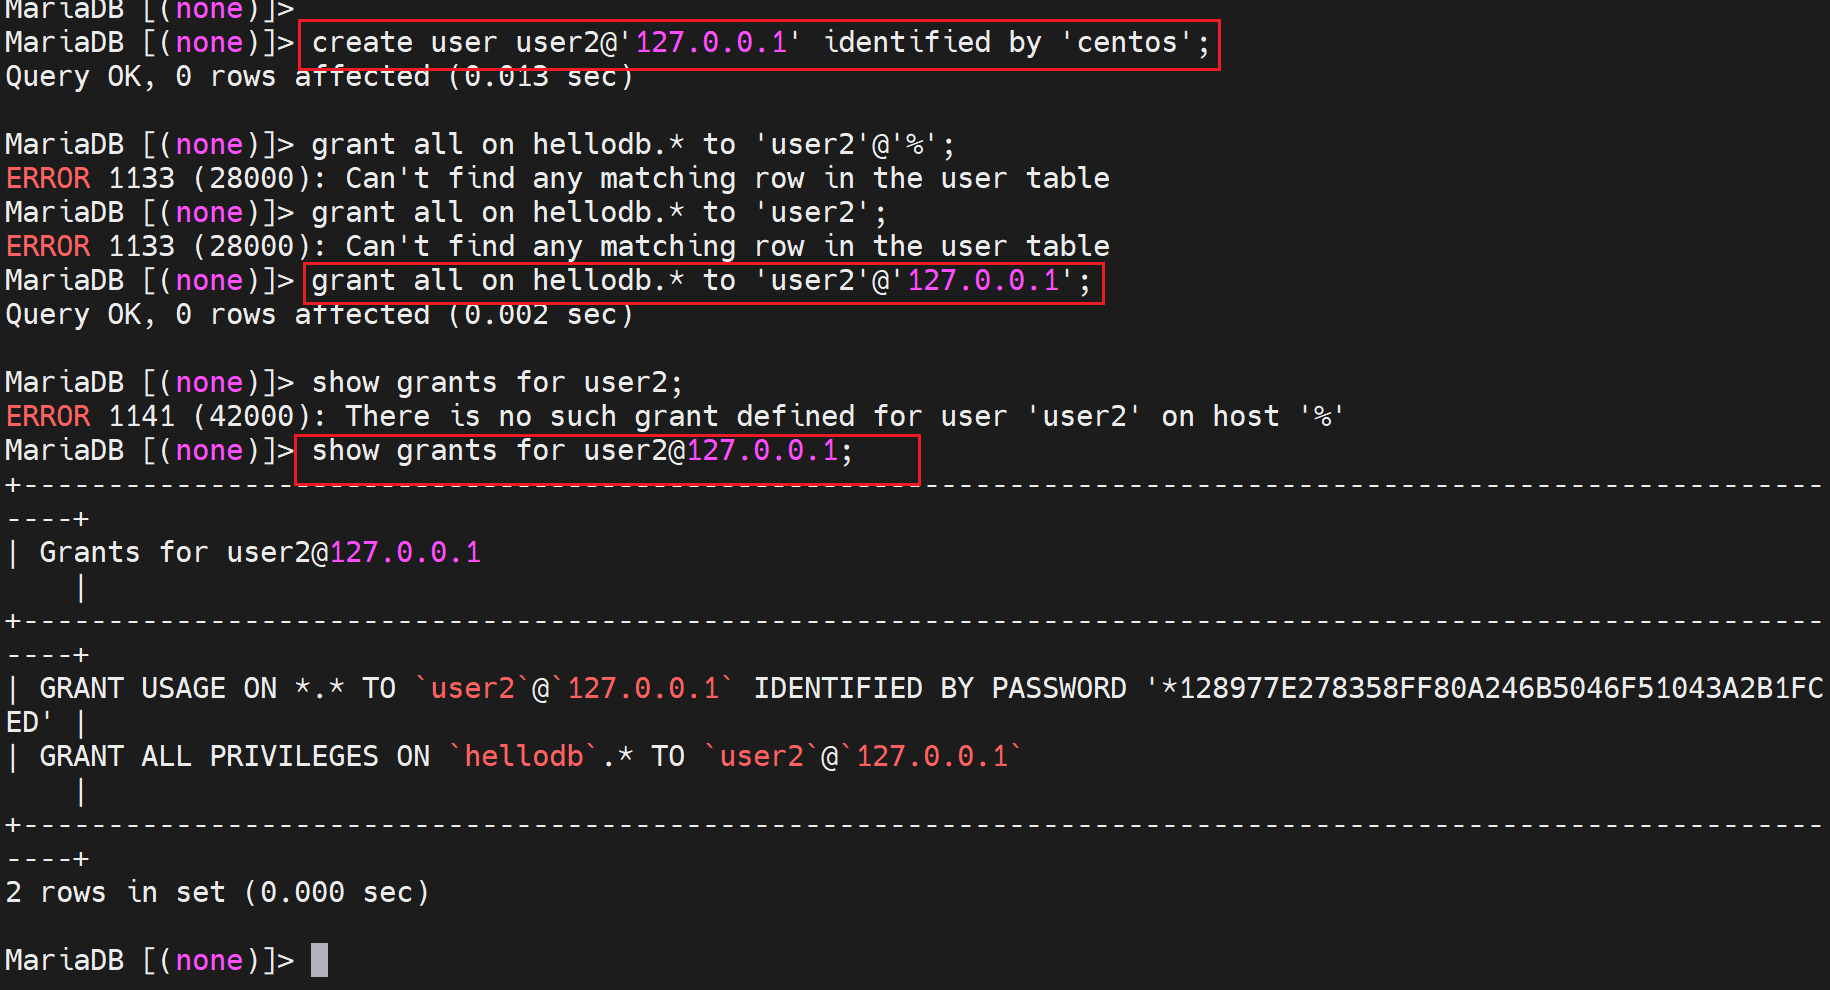 MariaDB [(none)]>
MariaDB [(none)]> create user user2@'127.0.0.1' identified by 'centos';
Query OK, 0 rows affected (0.013 sec)

MariaDB [(none)]> grant all on hellodb.* to 'user2'@'%';
ERROR 1133 (28000): Can't find any matching row in the user table
MariaDB [(none)]> grant all on hellodb.* to 'user2';
ERROR 1133 (28000): Can't find any matching row in the user table
MariaDB [(none)]> grant all on hellodb.* to 'user2'@'127.0.0.1';
Query OK, 0 rows affected (0.002 sec)

MariaDB [(none)]> show grants for user2;
ERROR 1141 (42000): There is no such grant defined for user 'user2' on host '%'
MariaDB [(none)]> show grants for user2@127.0.0.1;
+----------------------------------------------------------------------------------------------------------
----+
| Grants for user2@127.0.0.1
    |
+----------------------------------------------------------------------------------------------------------
----+
| GRANT USAGE ON *.* TO `user2`@`127.0.0.1` IDENTIFIED BY PASSWORD '*128977E278358FF80A246B5046F51043A2B1FC
ED' |
| GRANT ALL PRIVILEGES ON `hellodb`.* TO `user2`@`127.0.0.1`
    |
+----------------------------------------------------------------------------------------------------------
----+
2 rows in set (0.000 sec)

MariaDB [(none)]>